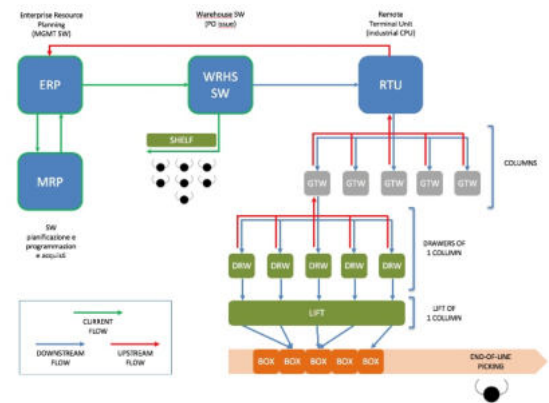 Enterprise Resource
Planning
(MGMT SW)
Warehouse SW
(PO issue)
Remote
Terminal Unit
(industrial CPU)
ERP
WRHS
SW
RTU
SHELF
MRP
GTW GTW GTW GTW GTW
COLUMNS
SW
pianificazione e
programmazion
e acquisti
DRW DRW DRW DRW DRW
DRAWERS OF
1 COLUMN
LIFT
LIFT OF
1 COLUMN
CURRENT
FLOW
DOWNSTREAM
FLOW
UPSTREAM
FLOW
BOX BOX BOX BOX BOX
END-OF-LINE
PICKING